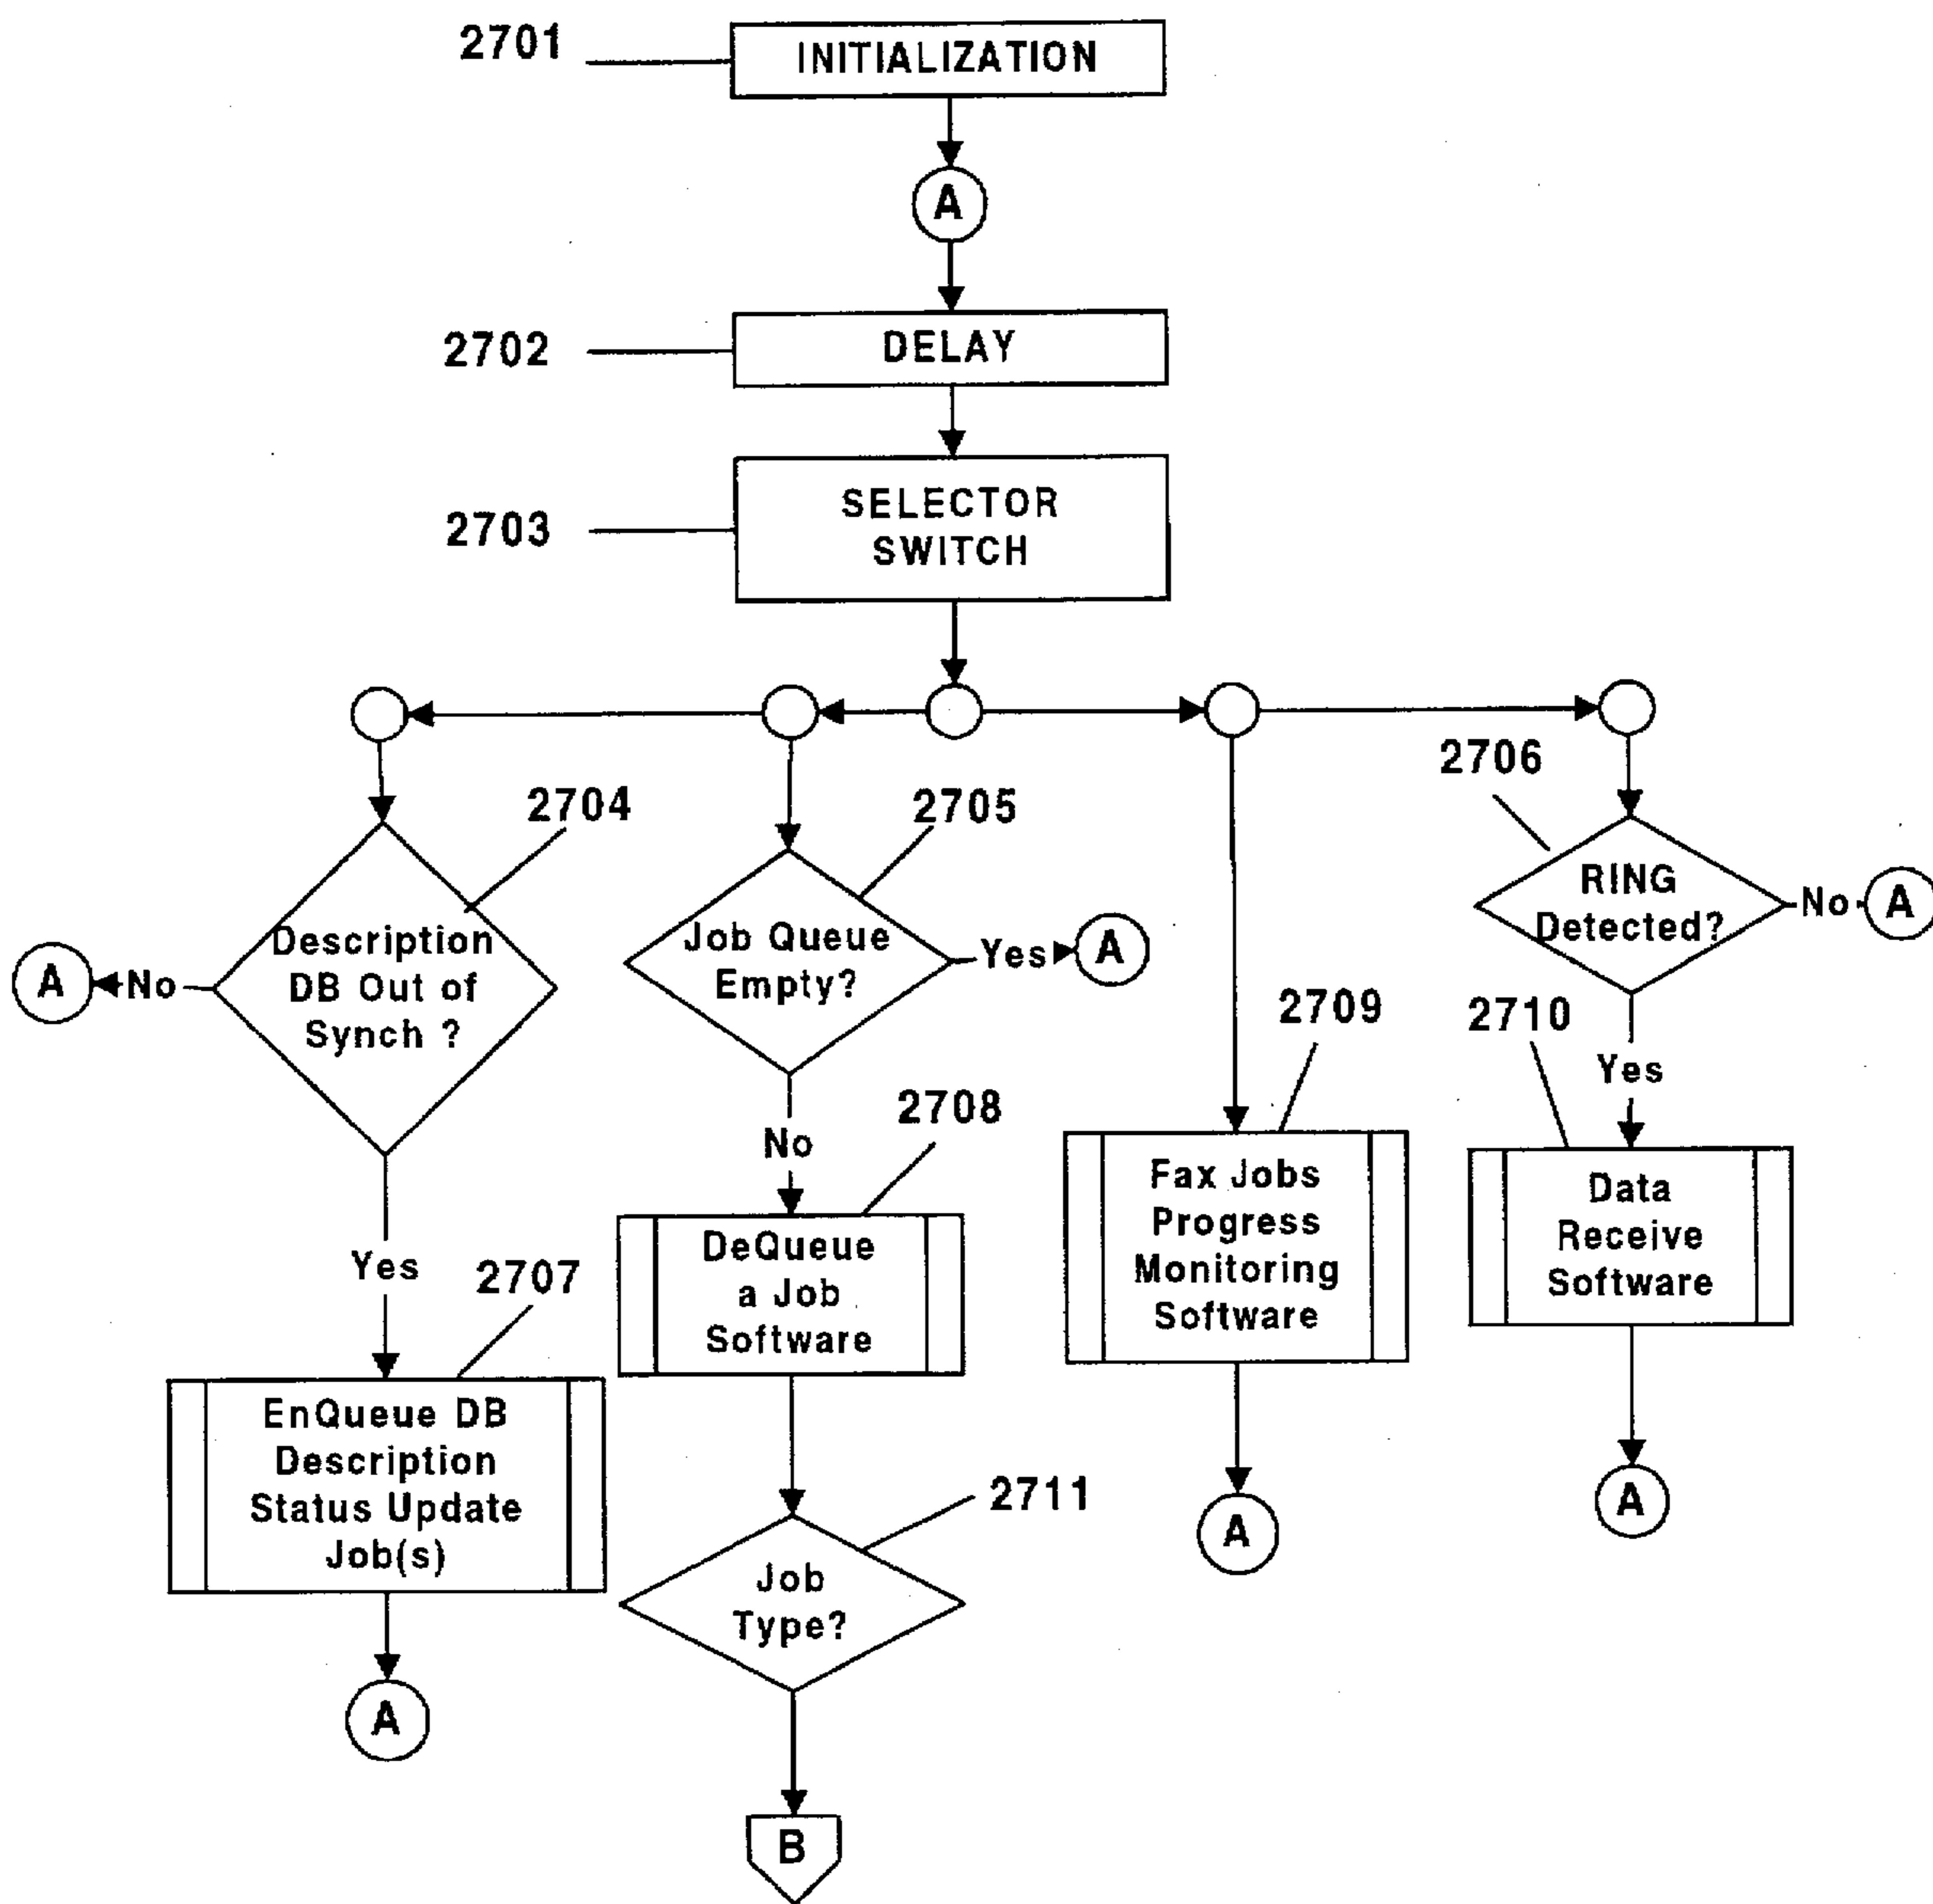 2701
INITIALIZATION
A
2702
DELAY
2703
SELECTOR
SWITCH
2704
Description
DB Out of
Synch ?
No
A
Yes
2707
EnQueue DB
Description
Status Update
Job(s)
A
2705
Job Queue
Empty?
Yes
A
No
2708
DeQueue
a Job
Software
2711
Job
Type?
B
2709
Fax Jobs
Progress
Monitoring
Software
A
2706
RING
Detected?
No
A
Yes
2710
Data
Receive
Software
A